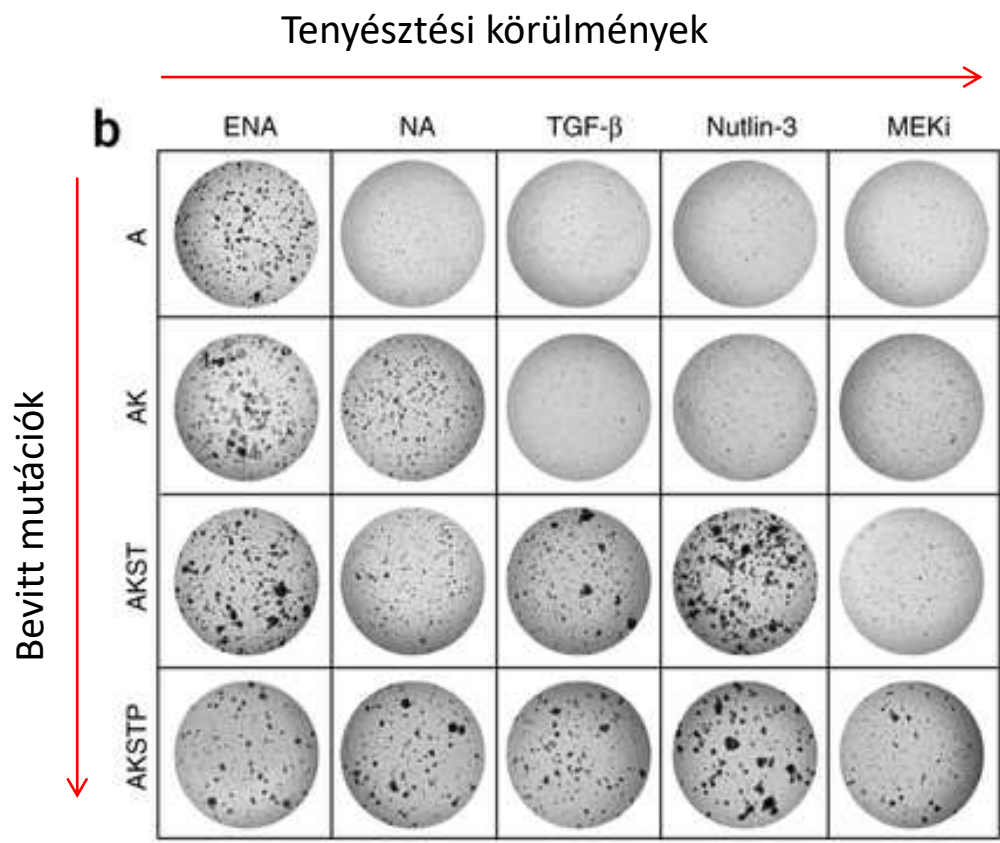 Tenyésztési körülmények
b
ENA NA TGF-β Nutlin-3 MEKi
A
AK
AKST
AKSTP
Bevitt mutációk